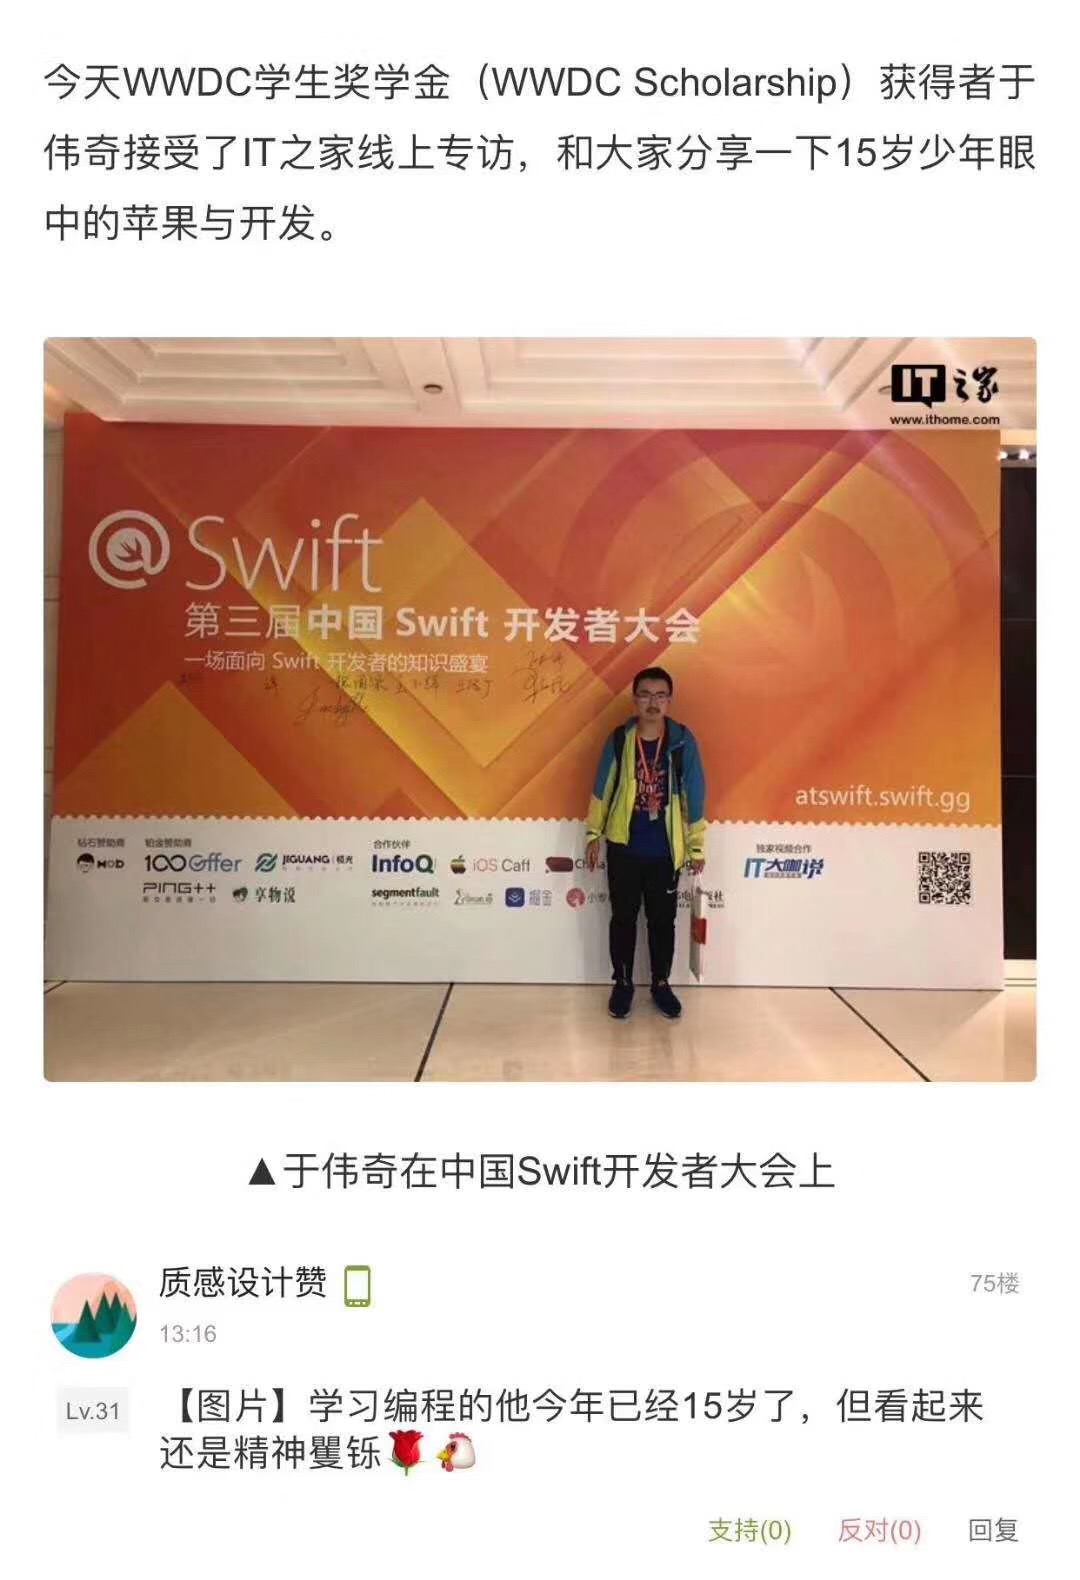 今天WWDC学生奖学金（WWDC Scholarship）获得者于
伟奇接受了IT之家线上专访，和大家分享一下15岁少年眼
中的苹果与开发。
IT之家
www.ithome.com
@Swift
第三届中国 Swift 开发者大会
一场面向 Swift 开发者的知识盛宴
atswift.swift.gg
钻石赞助商
铂金赞助商
合作伙伴
独家视频合作
MOD
100offer
JIGUANG 极光
InfoQ
iOS Caff
China
IT大咖说
PING++
享物说
segmentfault
掘金
▲于伟奇在中国Swift开发者大会上
质感设计赞
75楼
13:16
Lv.31
【图片】学习编程的他今年已经15岁了，但看起来
还是精神矍铄🌹🐔
支持(0)
反对(0)
回复